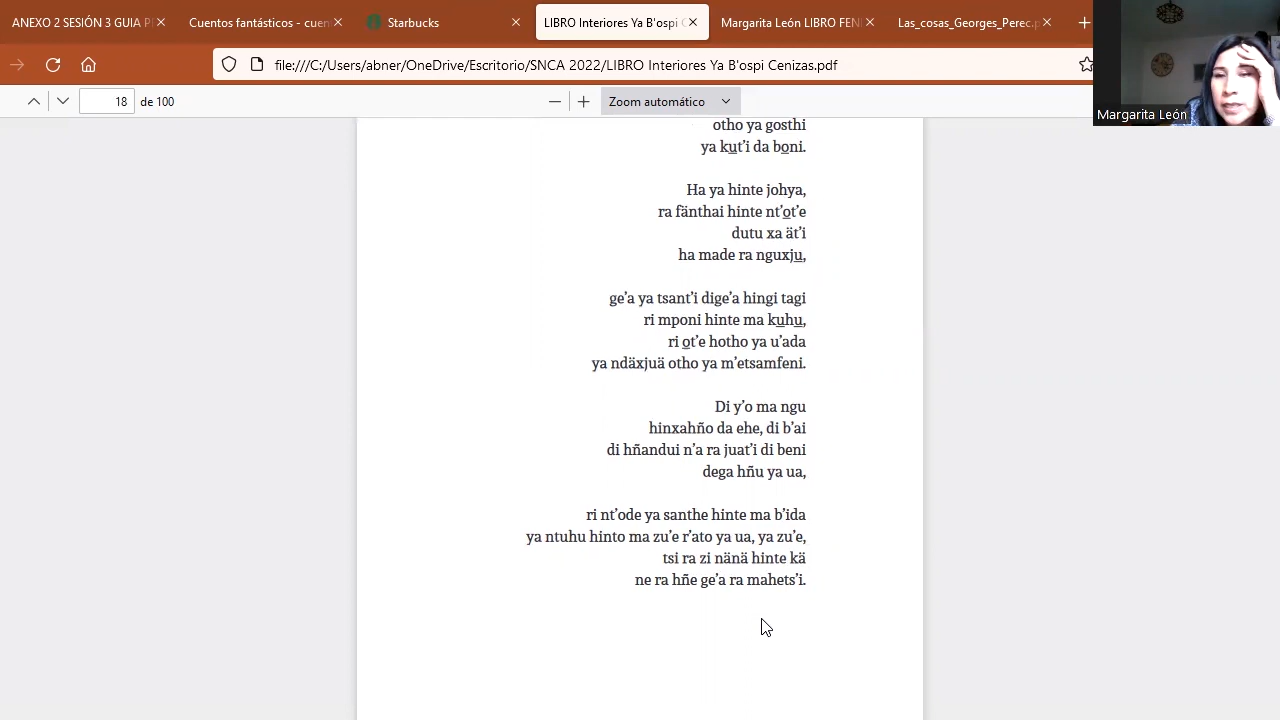 ANEXO 2 SESIÓN 3 GUIA P
Cuentos fantásticos - cuen
Starbucks
LIBRO Interiores Ya B'ospi C
Margarita León LIBRO FEN
Las_cosas_Georges_Perec.p
file:///C:/Users/abner/OneDrive/Escritorio/SNCA 2022/LIBRO Interiores Ya B'ospi Cenizas.pdf
18 de 100
Zoom automático
Margarita León
otho ya gosthi
ya ku̲t’i da bo̲ni.
Ha ya hinte johya,
ra fänthai hinte nt’o̲t’e
dutu xa ät’i
ha made ra nguxju̲,
ge’a ya tsant’i dige’a hingi tagi
ri mponi hinte ma ku̲hu̲,
ri o̲t’e hotho ya u’ada
ya ndäxjuä otho ya m’etsamfeni.
Di y’o ma ngu
hinxahño da ehe, di b’ai
di hñandui n’a ra juat’i di beni
dega hñu ya ua,
ri nt’ode ya santhe hinte ma b’ida
ya ntuhu hinto ma zu’e r’ato ya ua, ya zu’e,
tsi ra zi nänä hinte kä
ne ra hñe ge’a ra mahets’i.